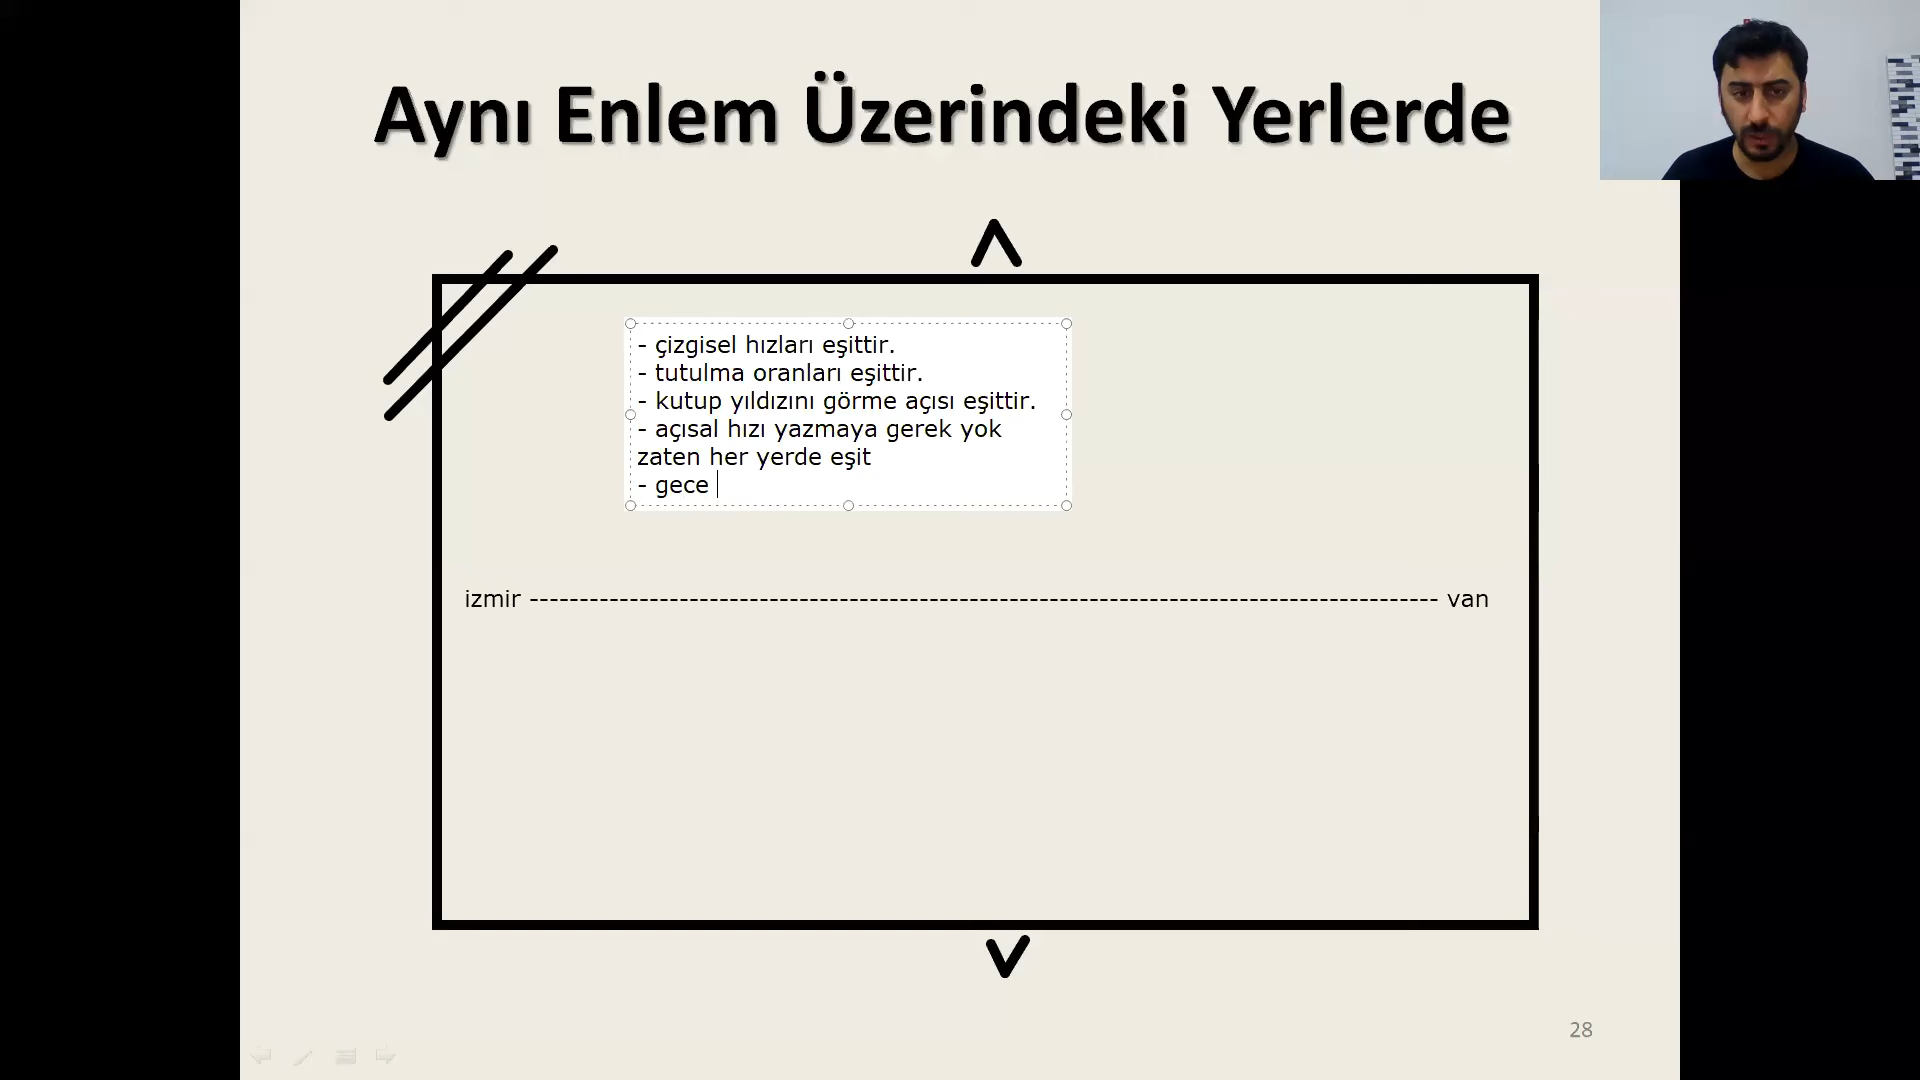 Aynı Enlem Üzerindeki Yerlerde
- çizgisel hızları eşittir.
- tutulma oranları eşittir.
- kutup yıldızını görme açısı eşittir.
- açısal hızı yazmaya gerek yok
zaten her yerde eşit
- gece
izmir ------------------------------------------------------------------------------------------- van
28